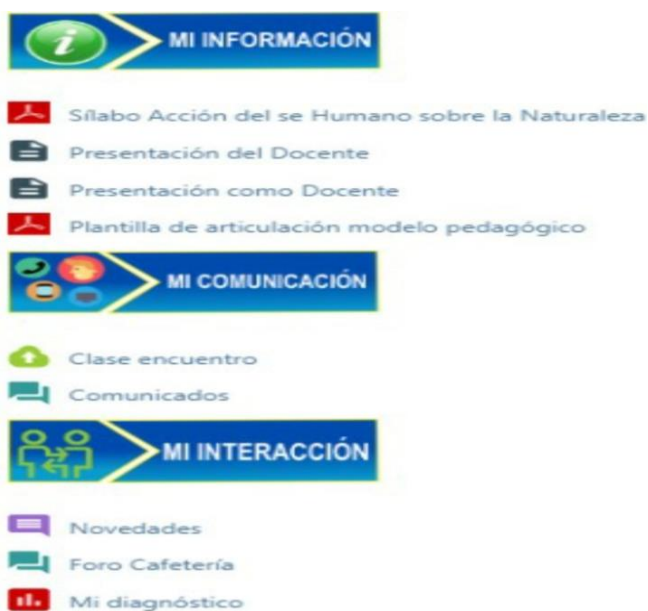 MI INFORMACIÓN
Sílabo Acción del se Humano sobre la Naturaleza
Presentación del Docente
Presentación como Docente
Plantilla de articulación modelo pedagógico
MI COMUNICACIÓN
Clase encuentro
Comunicados
MI INTERACCIÓN
Novedades
Foro Cafetería
Mi diagnóstico